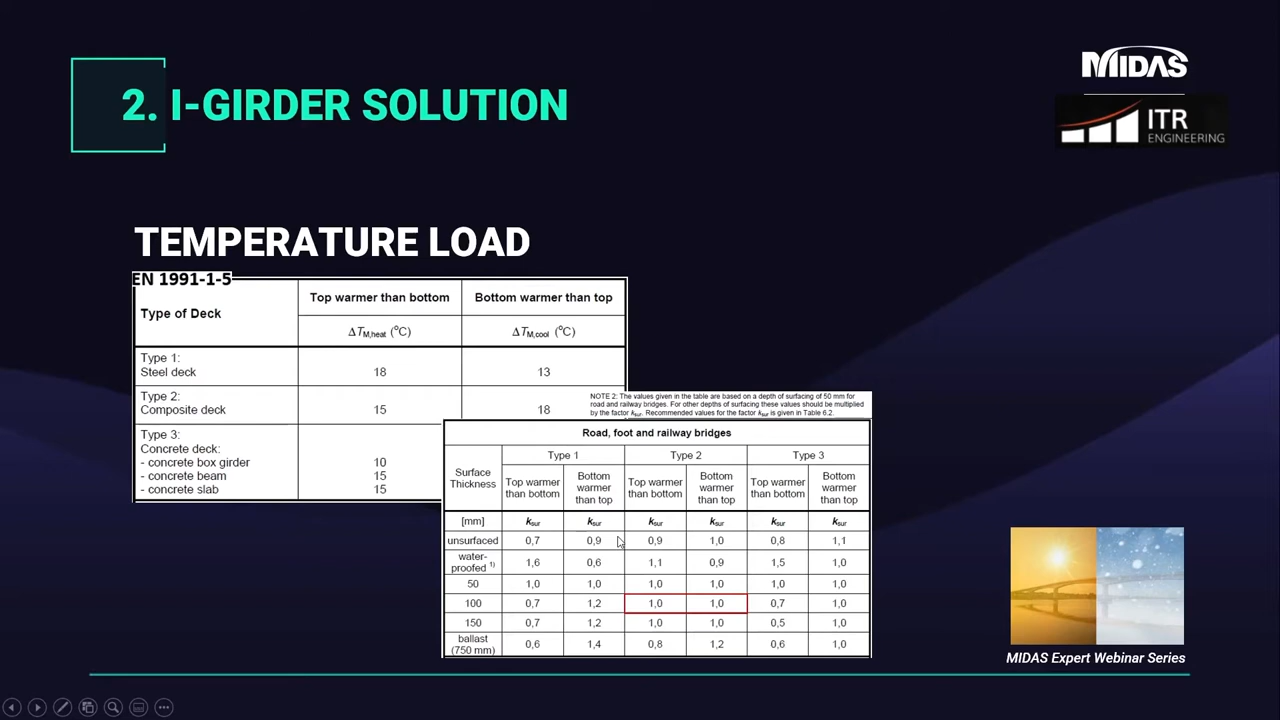 2. I-GIRDER SOLUTION
MIDAS
ITR
ENGINEERING
TEMPERATURE LOAD
EN 1991-1-5
Type of Deck
Top warmer than bottom
Bottom warmer than top
ΔT_M,heat (°C)
ΔT_M,cool (°C)
Type 1:
Steel deck
18
13
Type 2:
Composite deck
15
18
Type 3:
Concrete deck:
- concrete box girder
10
- concrete beam
15
- concrete slab
15
NOTE 2: The values given in the table are based on a depth of surfacing of 50 mm for
road and railway bridges. For other depths of surfacing these values should be multiplied
by the factor k_sur. Recommended values for the factor k_sur is given in Table 6.2.
Road, foot and railway bridges
Surface
Thickness
Type 1
Type 2
Type 3
Top warmer
than bottom
Bottom
warmer
than top
Top warmer
than bottom
Bottom
warmer
than top
Top warmer
than bottom
Bottom
warmer
than top
[mm] k_sur k_sur k_sur k_sur k_sur k_sur
unsurfaced 0,7 0,9 0,9 1,0 0,8 1,1
water-
proofed 1) 1,6 0,6 1,1 0,9 1,5 1,0
50 1,0 1,0 1,0 1,0 1,0 1,0
100 0,7 1,2 1,0 1,0 0,7 1,0
150 0,7 1,2 1,0 1,0 0,5 1,0
ballast
(750 mm) 0,6 1,4 0,8 1,2 0,6 1,0
MIDAS Expert Webinar Series